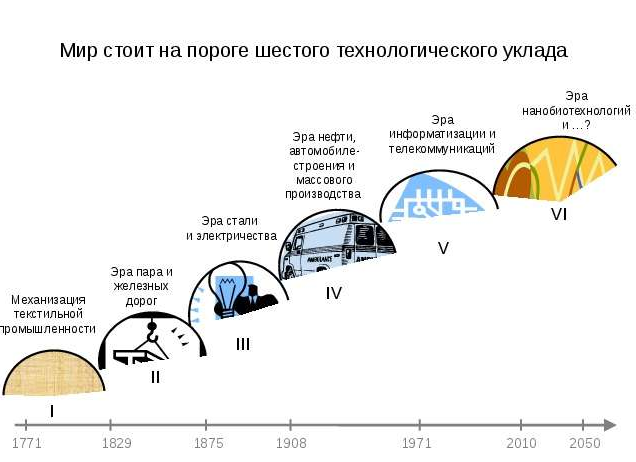 Мир стоит на пороге шестого технологического уклада
Эра
нанобиотехнологий
и ...?
Эра
информатизации и
телекоммуникаций
Эра нефти,
автомобиле-
строения и
массового
производства
Эра стали
и электричества
Эра пара и
железных
дорог
Механизация
текстильной
промышленности
AMBULANCE
VI
V
IV
III
II
I
1771 1829 1875 1908 1971 2010 2050